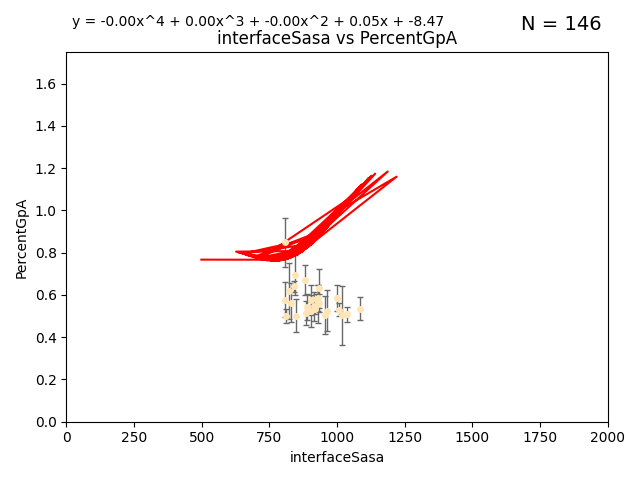 y = -0.00x^4 + 0.00x^3 + -0.00x^2 + 0.05x + -8.47
N = 146
interfaceSasa vs PercentGpA
PercentGpA
1.6
1.4
1.2
1.0
0.8
0.6
0.4
0.2
0.0
0 250 500 750 1000 1250 1500 1750 2000
interfaceSasa